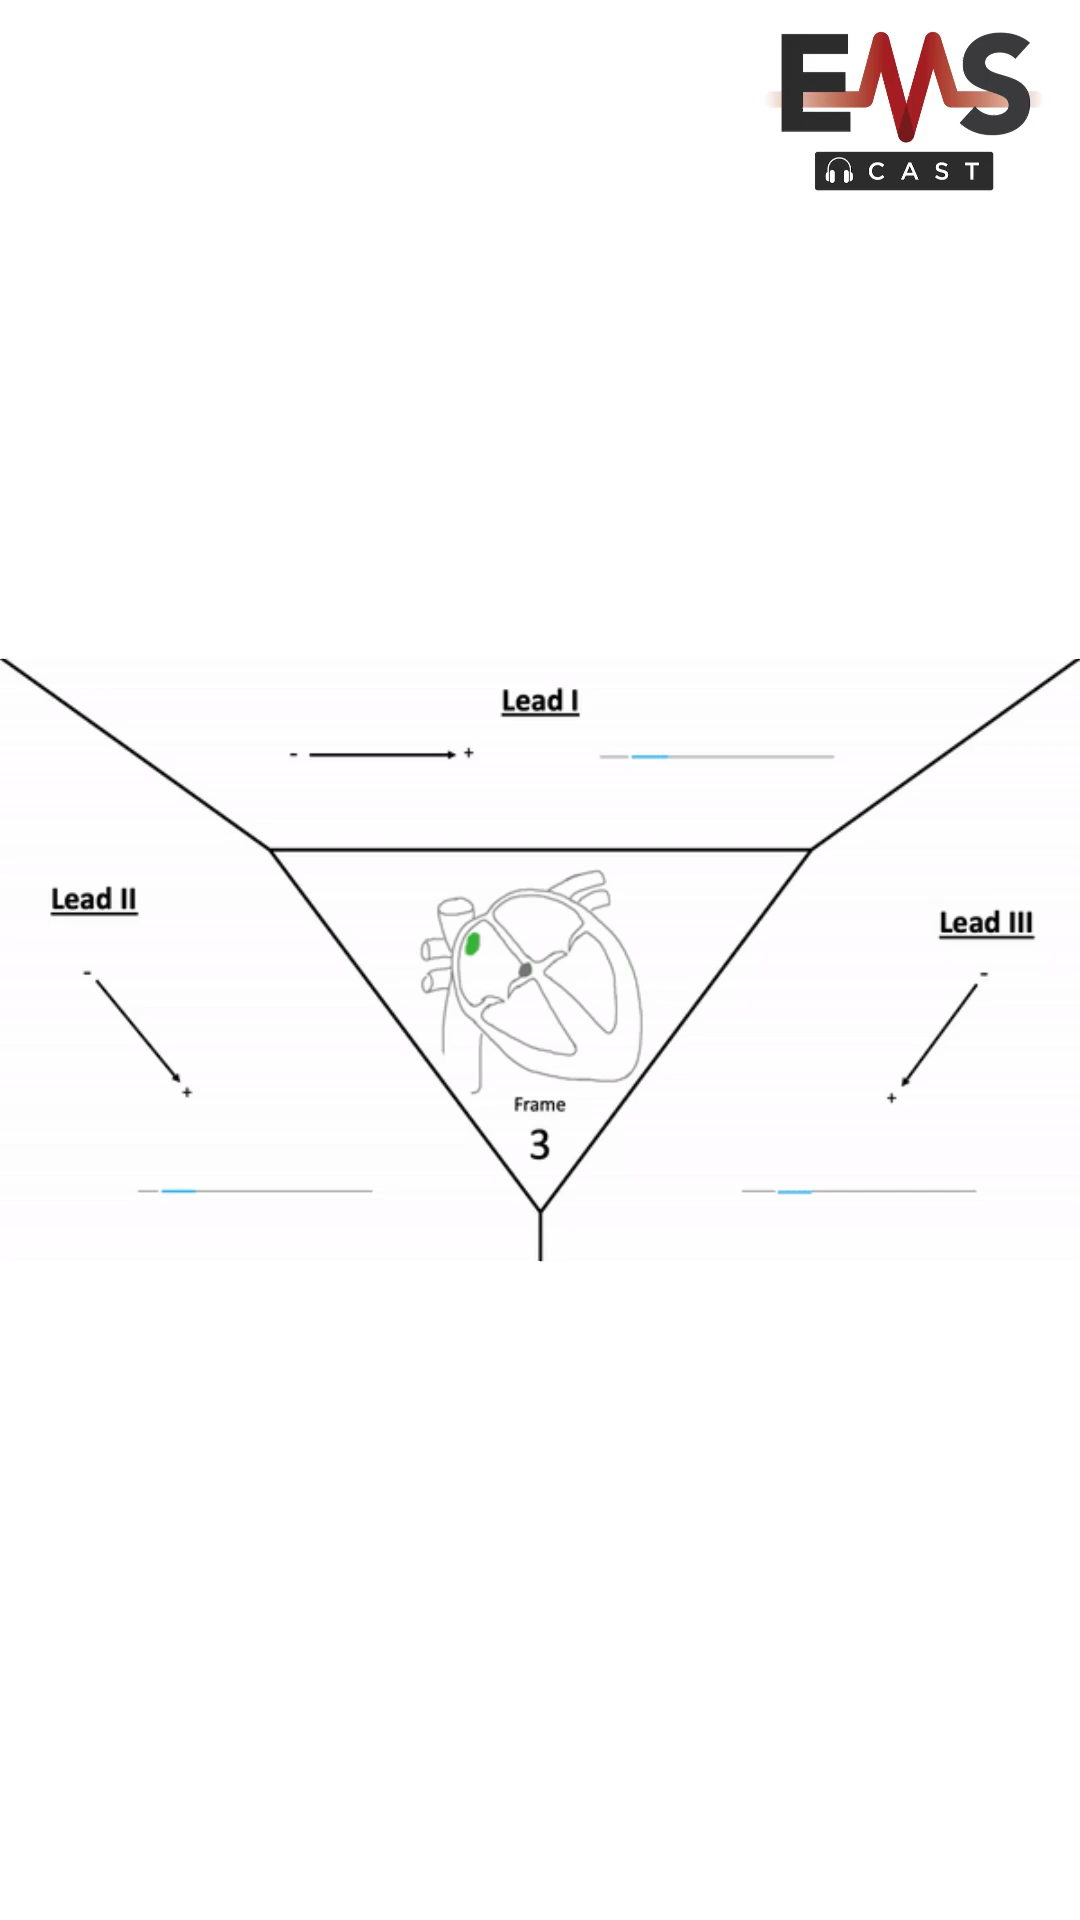 EMS
CAST
Lead I
- +
Lead II
- +
Lead III
- +
Frame
3